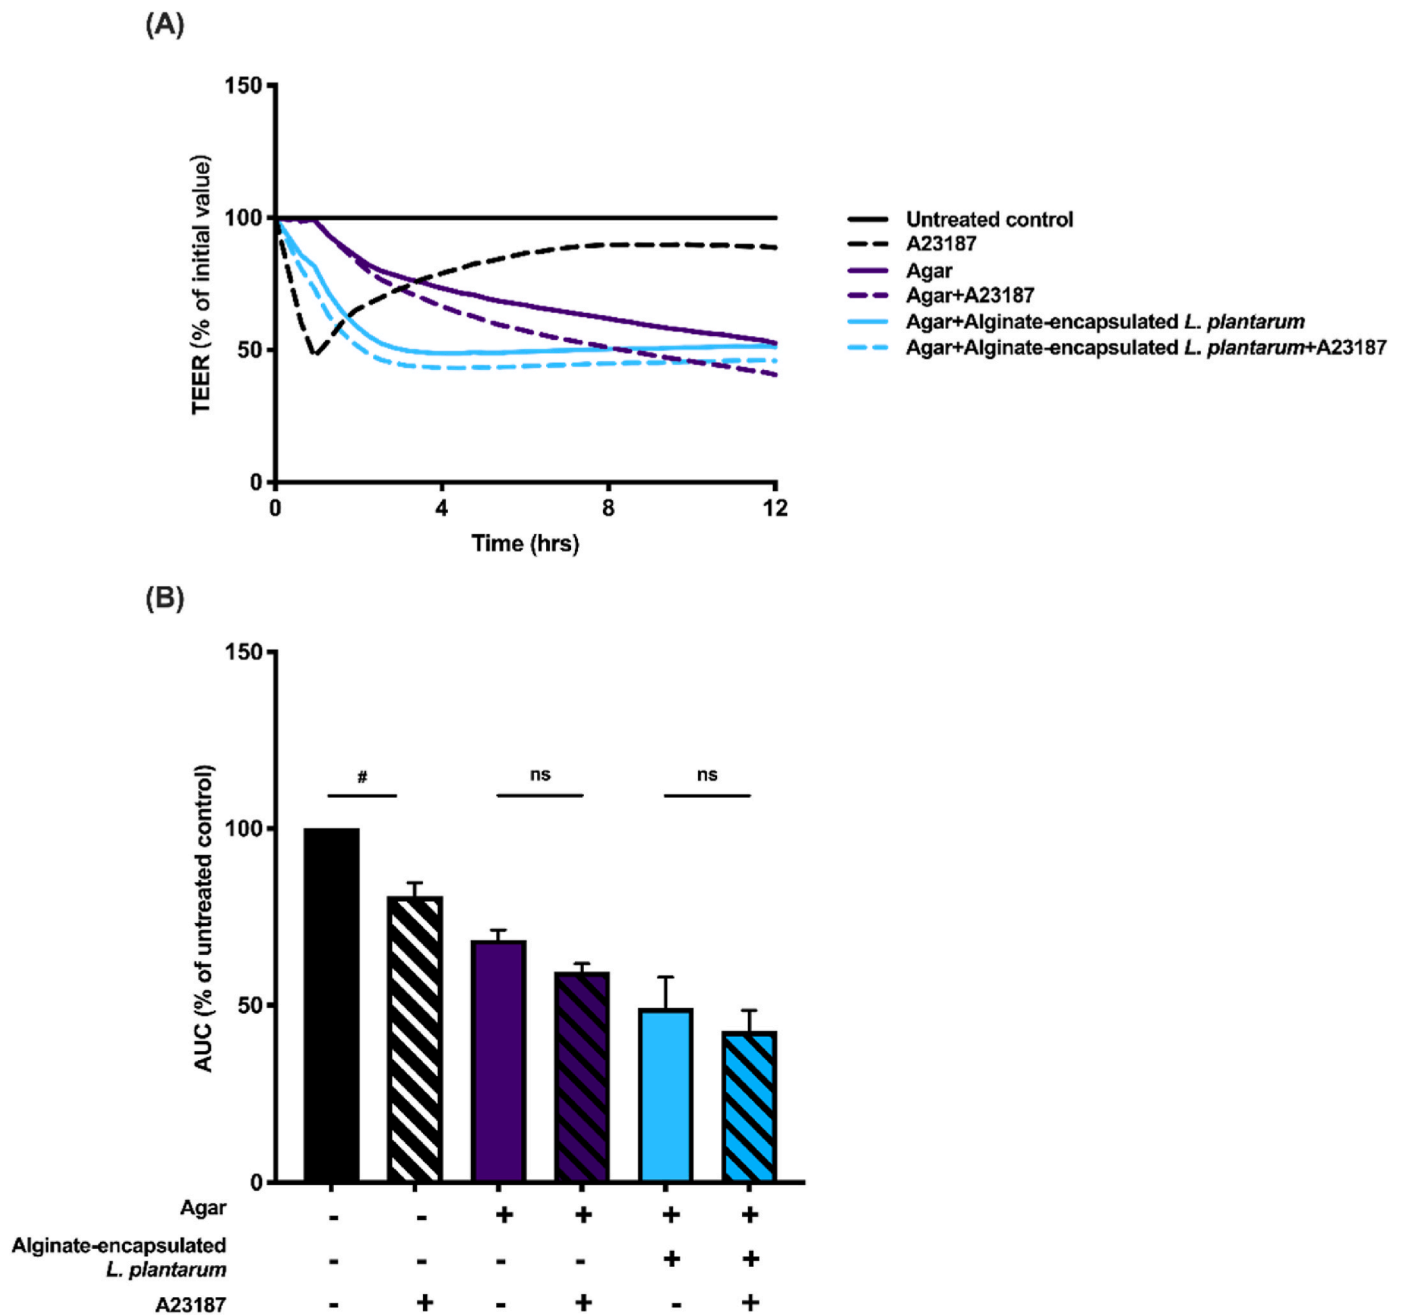 (A)
150
100
50
0
0 4 8 12
TEER (% of initial value)
Time (hrs)
Untreated control
A23187
Agar
Agar+A23187
Agar+Alginate-encapsulated L. plantarum
Agar+Alginate-encapsulated L. plantarum+A23187
(B)
150
100
50
0
AUC (% of untreated control)
# ns ns
Agar - - + + + +
Alginate-encapsulated
L. plantarum - - - - + +
A23187 - + - + - +